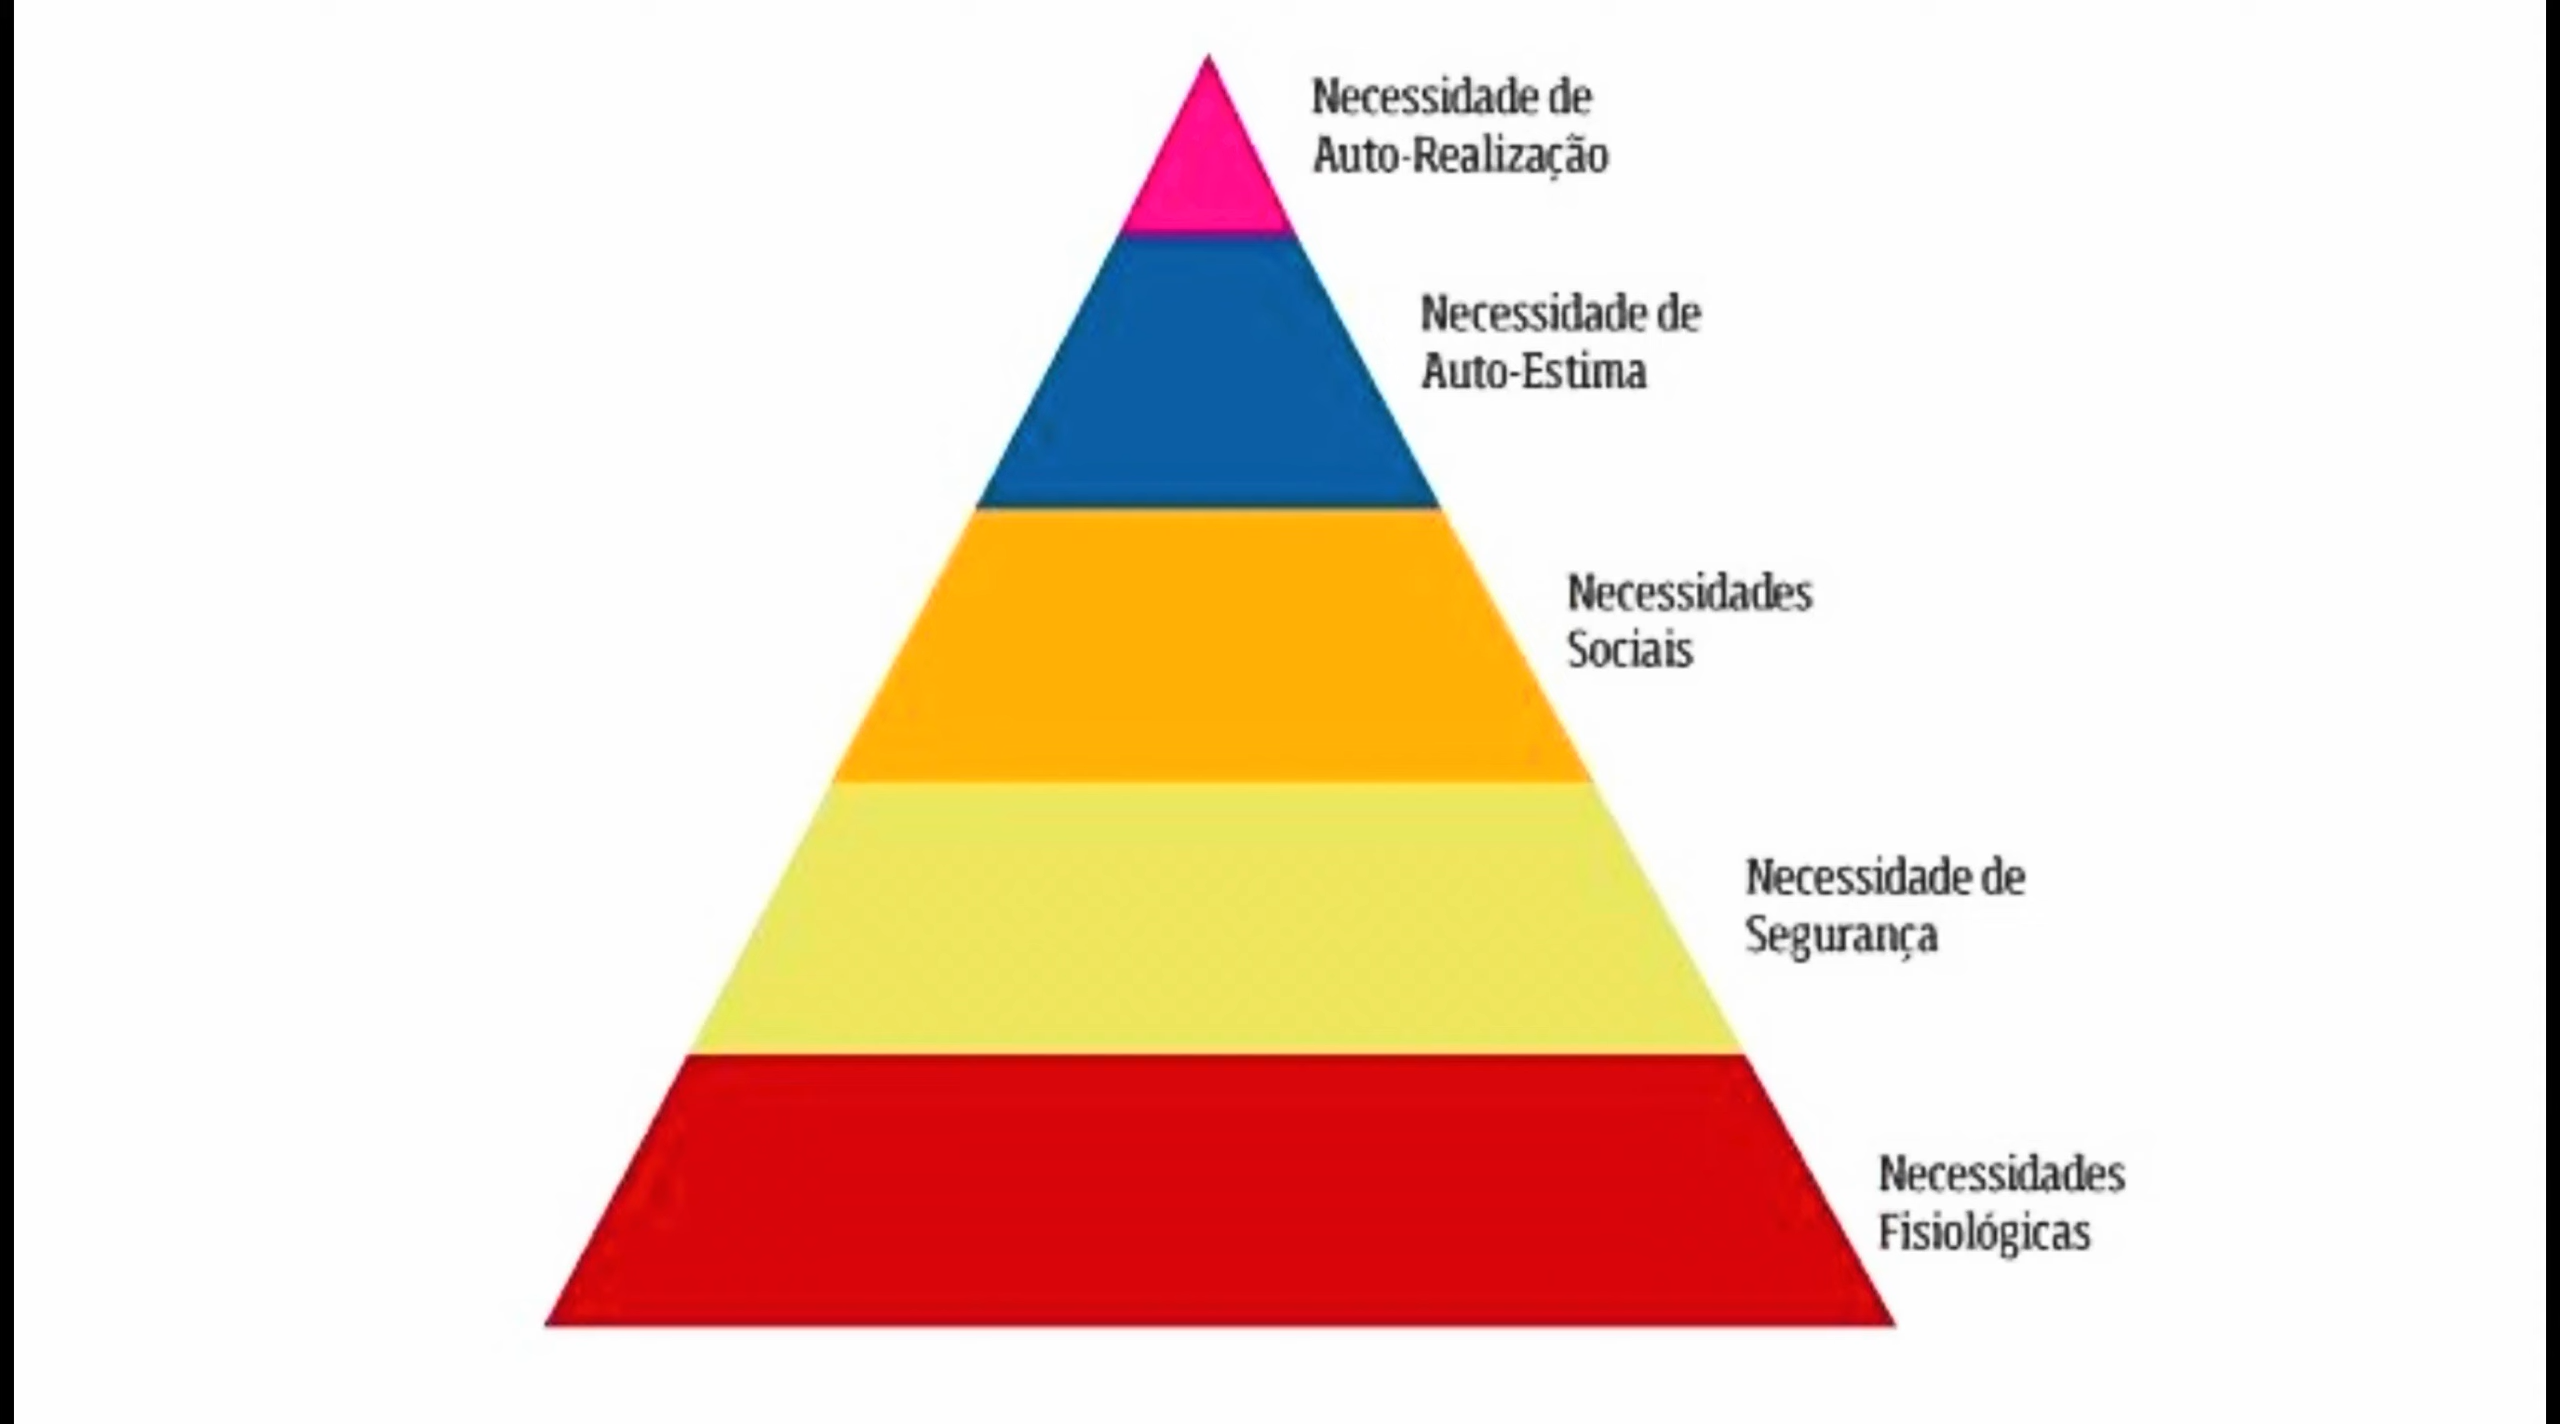 Necessidade de
Auto-Realização
Necessidade de
Auto-Estima
Necessidades
Sociais
Necessidade de
Segurança
Necessidades
Fisiológicas